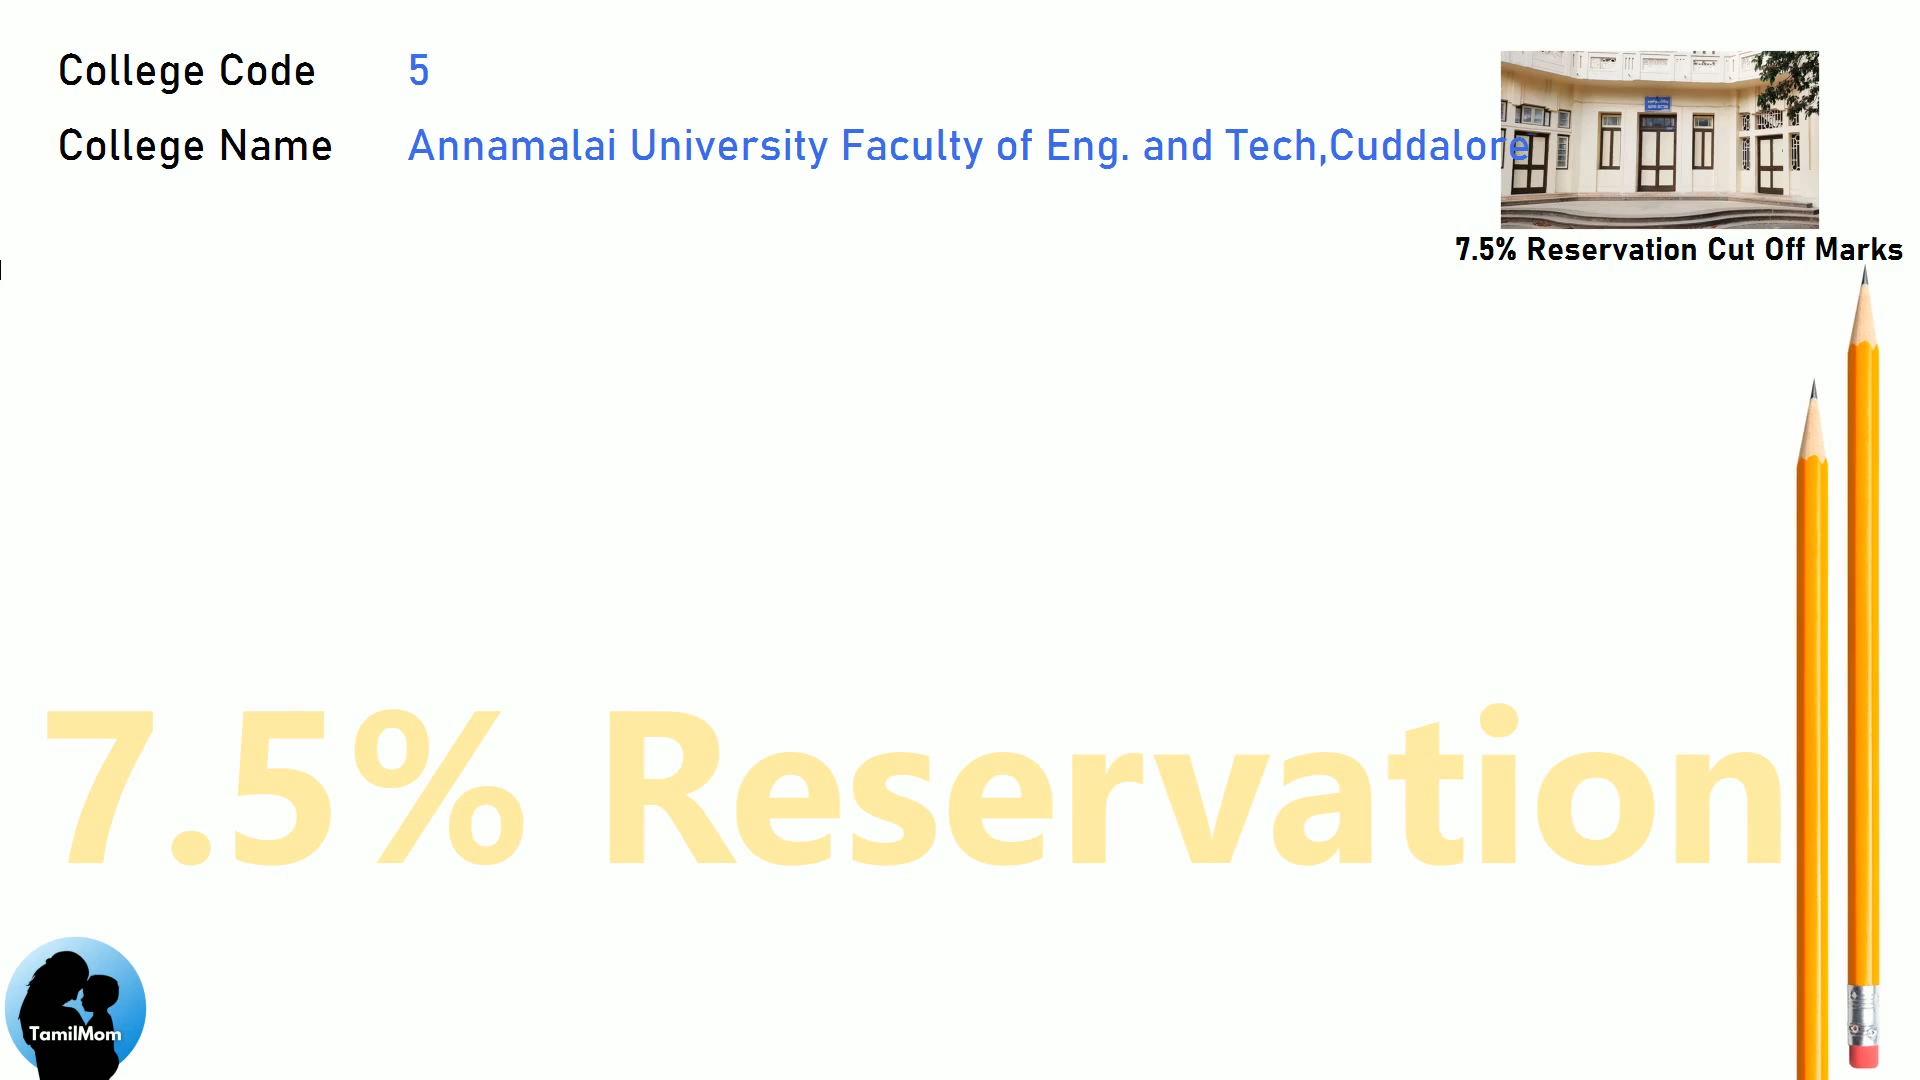 College Code 5
College Name Annamalai University Faculty of Eng. and Tech,Cuddalore
7.5% Reservation Cut Off Marks
7.5% Reservation
TamilMom